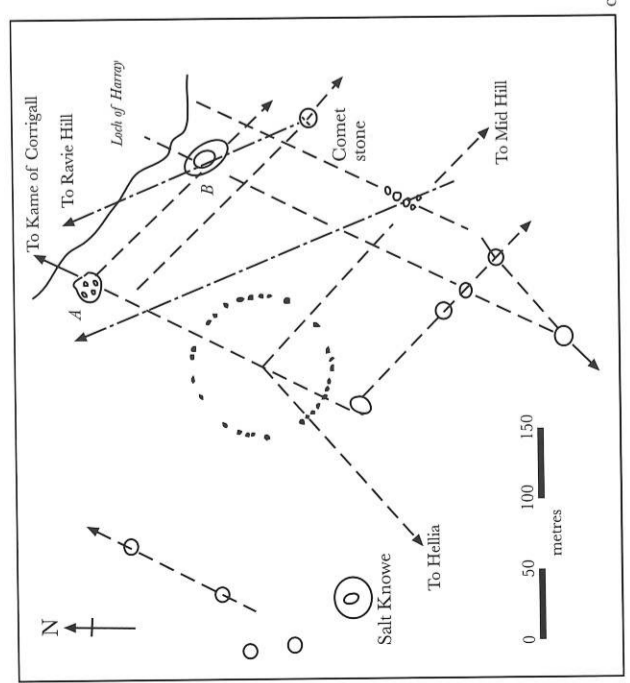 To Kame of Corrigall
To Ravie Hill
Loch of Harray
A
B
Comet
stone
To Mid Hill
N
Salt Knowe
To Hellia
0 50 100 150
metres